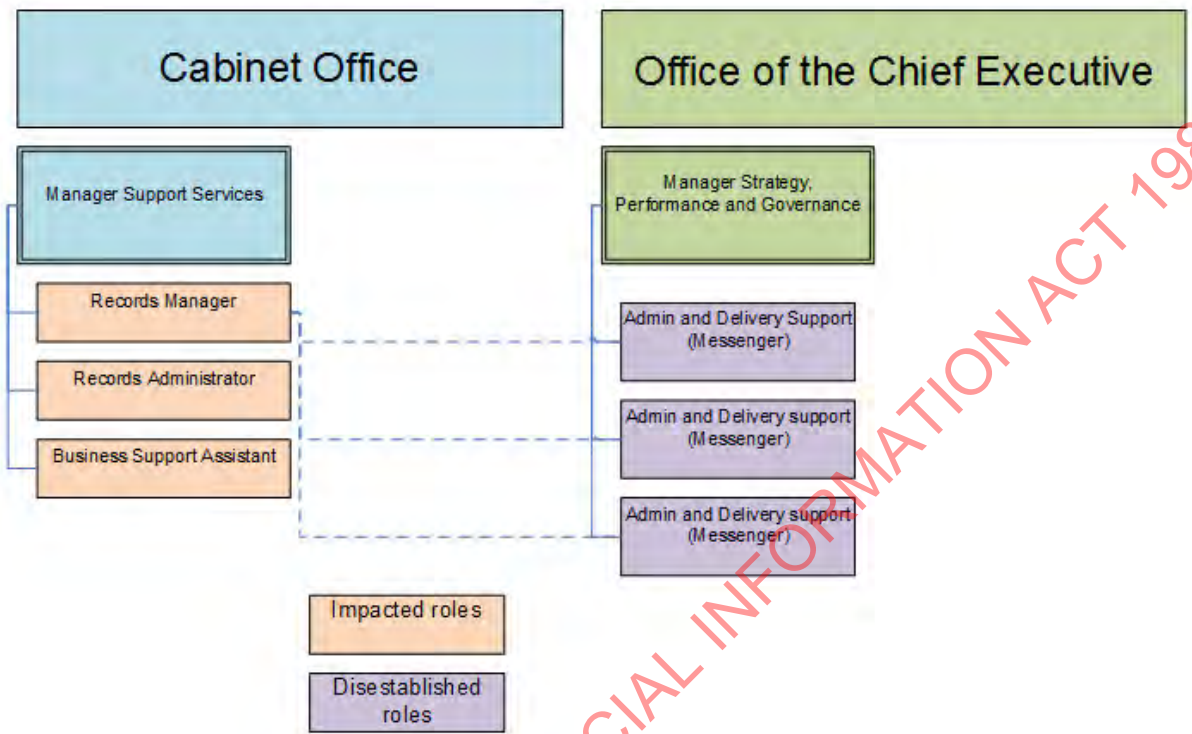 Cabinet Office
Office of the Chief Executive
Manager Support Services
Manager Strategy,
Performance and Governance
Records Manager
Records Administrator
Business Support Assistant
Admin and Delivery Support
(Messenger)
Admin and Delivery support
(Messenger)
Admin and Delivery support
(Messenger)
Impacted roles
Disestablished
roles
INFORMATION ACT